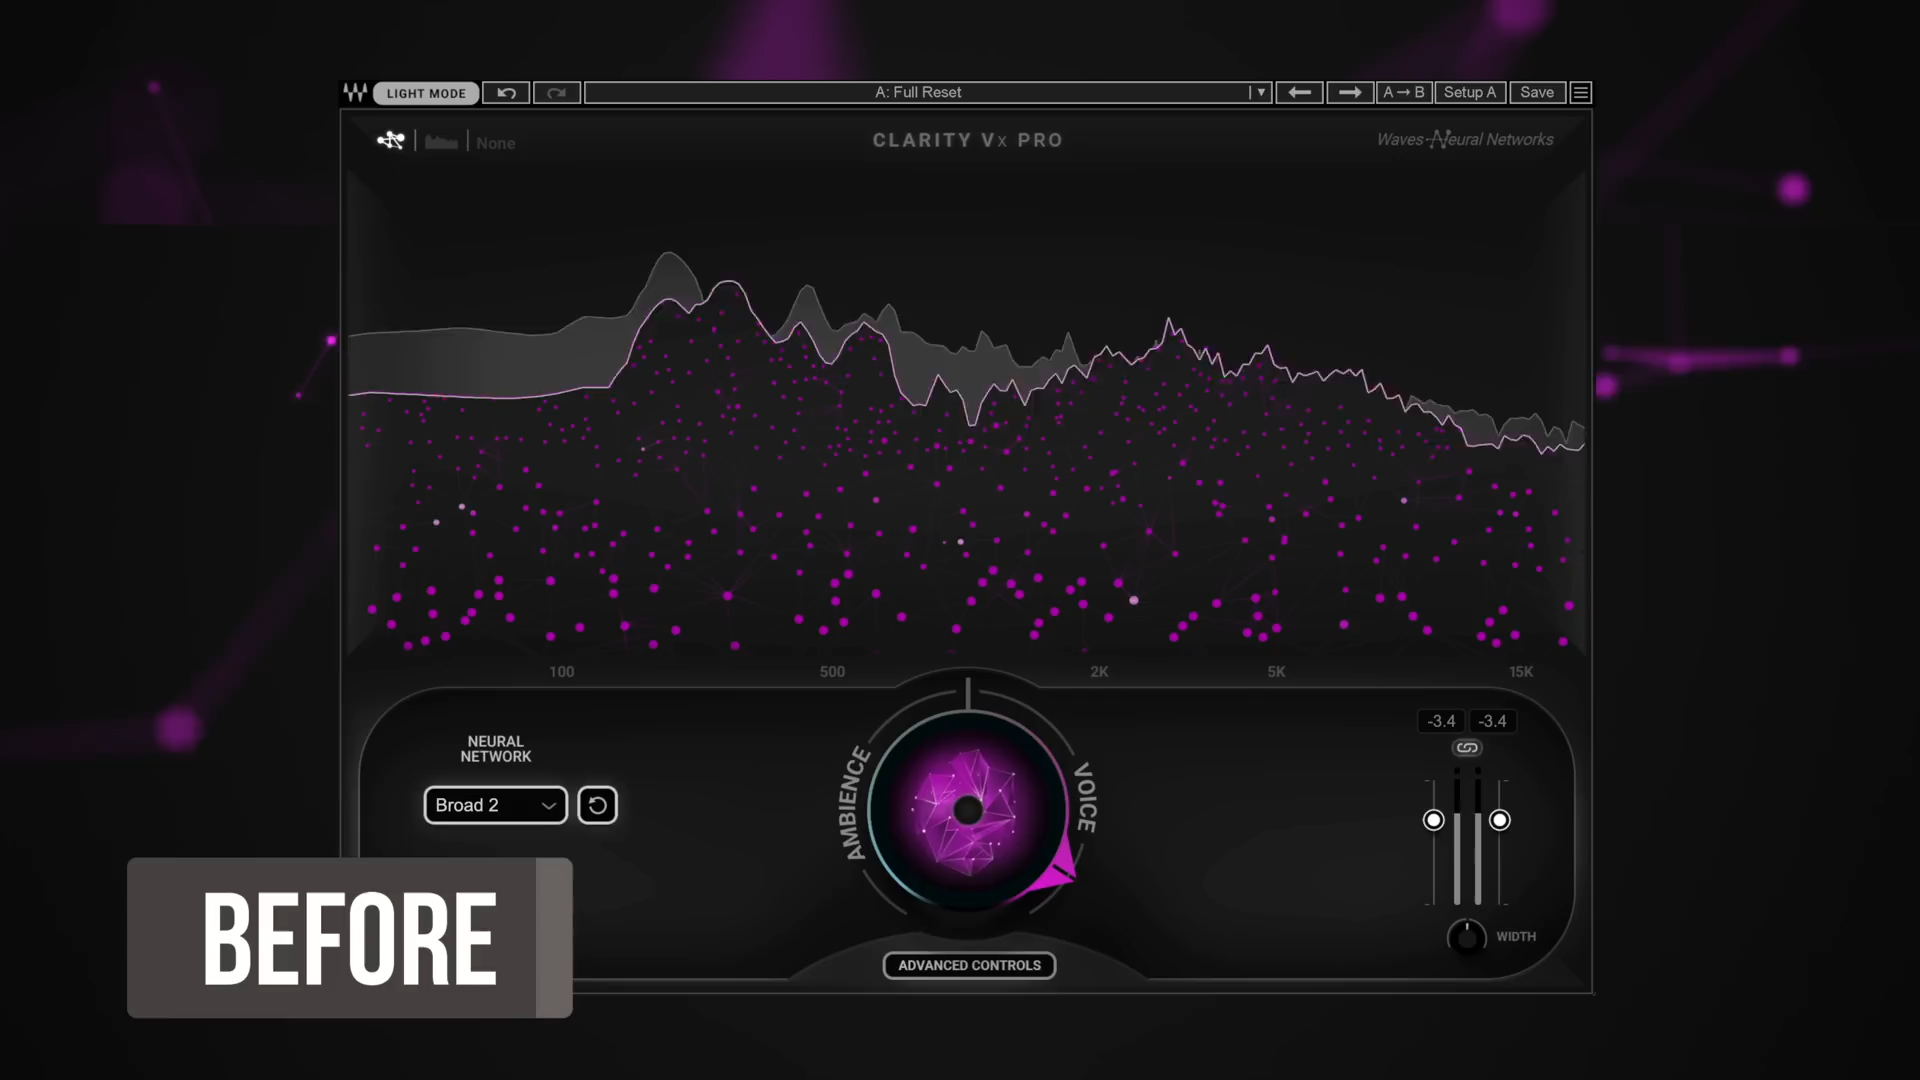 LIGHT MODE
A: Full Reset
A→B
Setup A
Save
None
CLARITY Vx PRO
Waves Neural Networks
100
500
2K
5K
15K
NEURAL
NETWORK
Broad 2
AMBIENCE
VOICE
-3.4
-3.4
WIDTH
ADVANCED CONTROLS
BEFORE